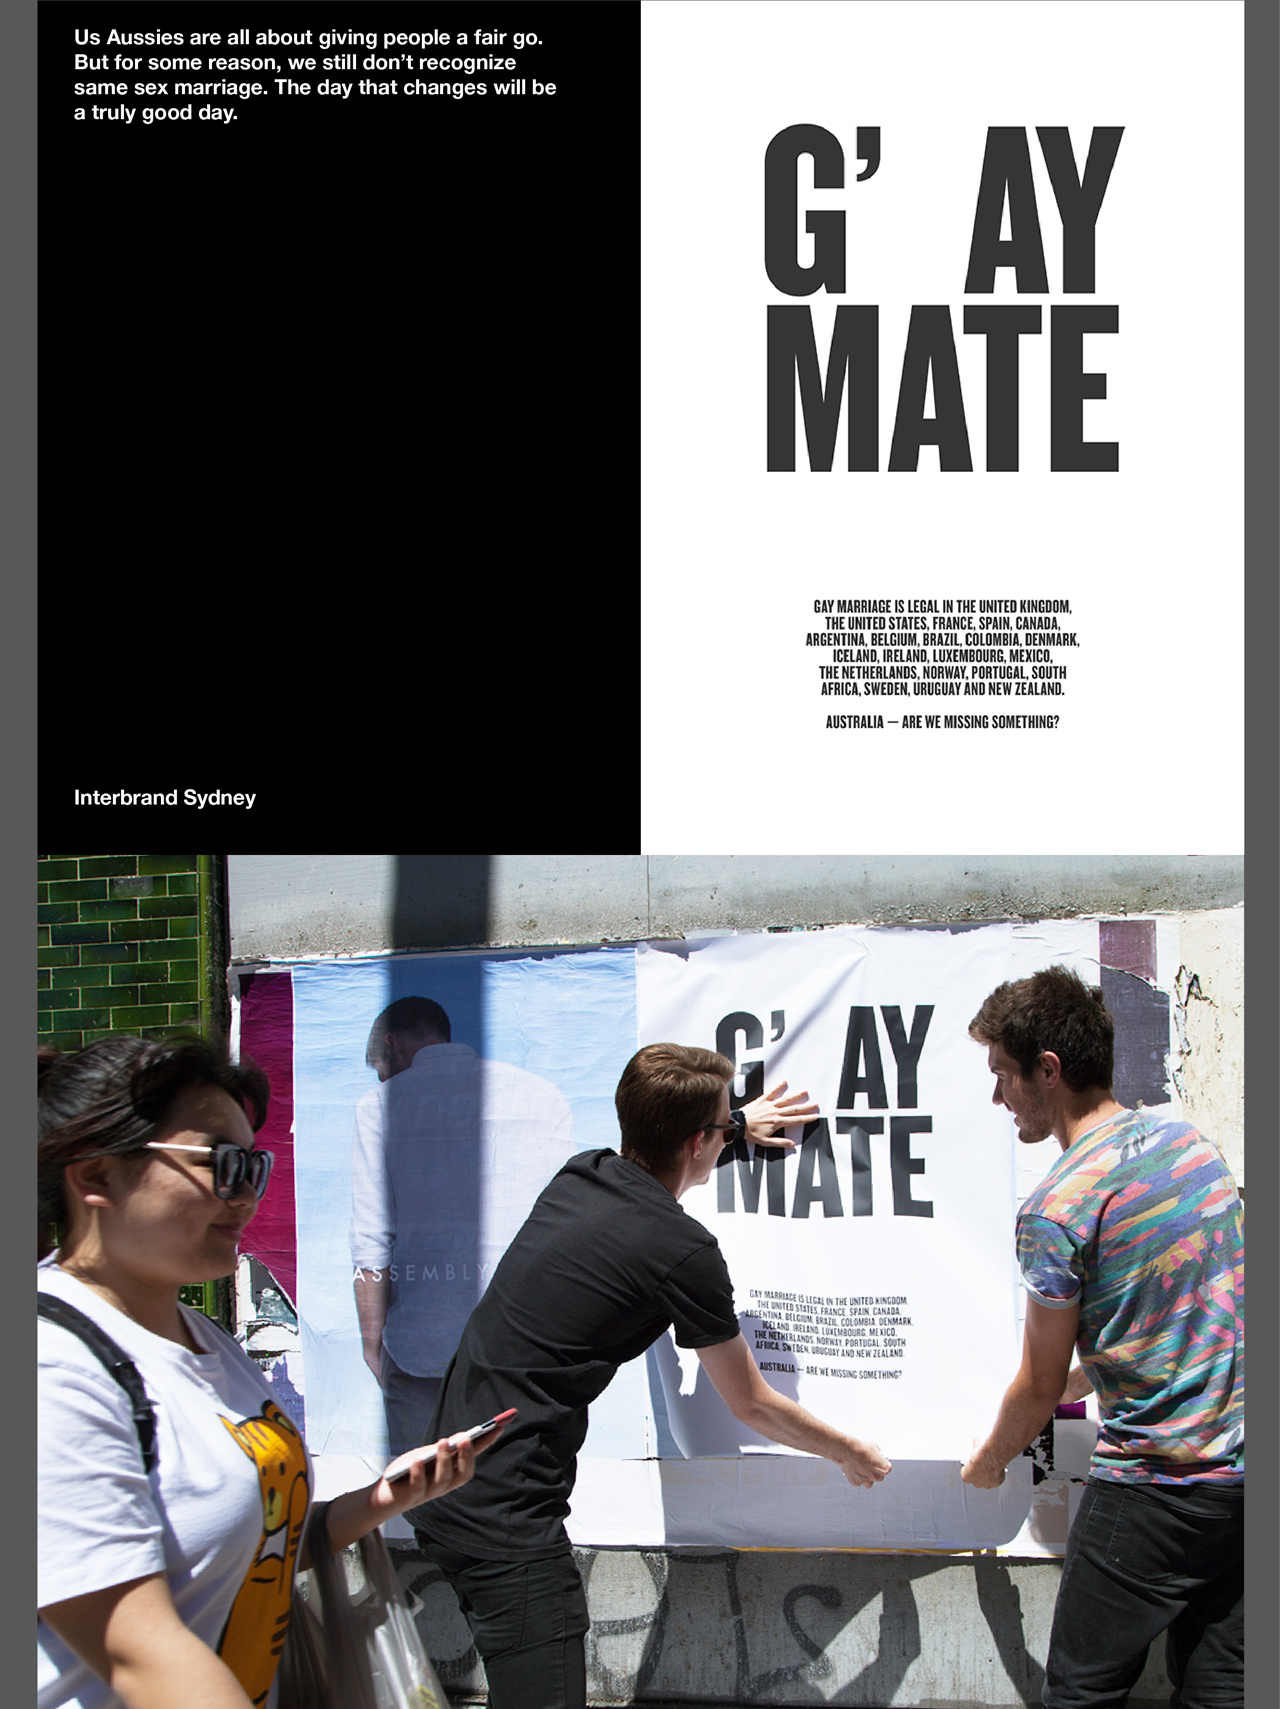 Us Aussies are all about giving people a fair go.
But for some reason, we still don’t recognize
same sex marriage. The day that changes will be
a truly good day.
Interbrand Sydney
G’ AY
MATE
GAY MARRIAGE IS LEGAL IN THE UNITED KINGDOM,
THE UNITED STATES, FRANCE, SPAIN, CANADA,
ARGENTINA, BELGIUM, BRAZIL, COLOMBIA, DENMARK,
ICELAND, IRELAND, LUXEMBOURG, MEXICO,
THE NETHERLANDS, NORWAY, PORTUGAL, SOUTH
AFRICA, SWEDEN, URUGUAY AND NEW ZEALAND.
AUSTRALIA — ARE WE MISSING SOMETHING?
ASSEMBLY
G’ AY
MATE
GAY MARRIAGE IS LEGAL IN THE UNITED KINGDOM,
THE UNITED STATES, FRANCE, SPAIN, CANADA,
ARGENTINA, BELGIUM, BRAZIL, COLOMBIA, DENMARK,
ICELAND, IRELAND, LUXEMBOURG, MEXICO,
THE NETHERLANDS, NORWAY, PORTUGAL, SOUTH
AFRICA, SWEDEN, URUGUAY AND NEW ZEALAND.
AUSTRALIA — ARE WE MISSING SOMETHING?